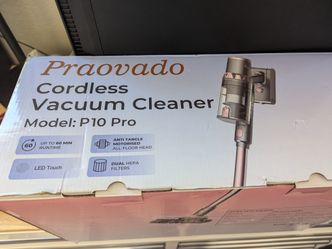 Praovado
Cordless
Vacuum Cleaner
Model: P10 Pro
60
UP TO 60 MIN
RUNTIME
ANTI TANGLE
MOTORISED
ALL-FLOOR HEAD
LED Touch
DUAL HEPA
FILTERS